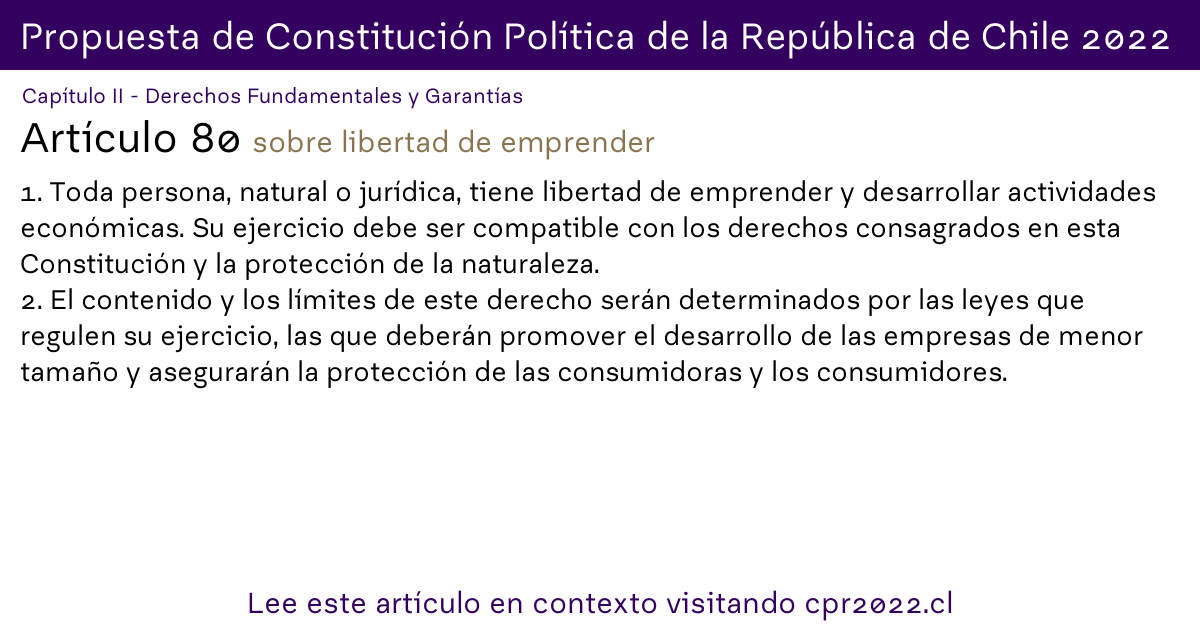 Propuesta de Constitución Política de la República de Chile 2022
Capítulo II - Derechos Fundamentales y Garantías
Artículo 80 sobre libertad de emprender
1. Toda persona, natural o jurídica, tiene libertad de emprender y desarrollar actividades
económicas. Su ejercicio debe ser compatible con los derechos consagrados en esta
Constitución y la protección de la naturaleza.
2. El contenido y los límites de este derecho serán determinados por las leyes que
regulen su ejercicio, las que deberán promover el desarrollo de las empresas de menor
tamaño y asegurarán la protección de las consumidoras y los consumidores.
Lee este artículo en contexto visitando cpr2022.cl